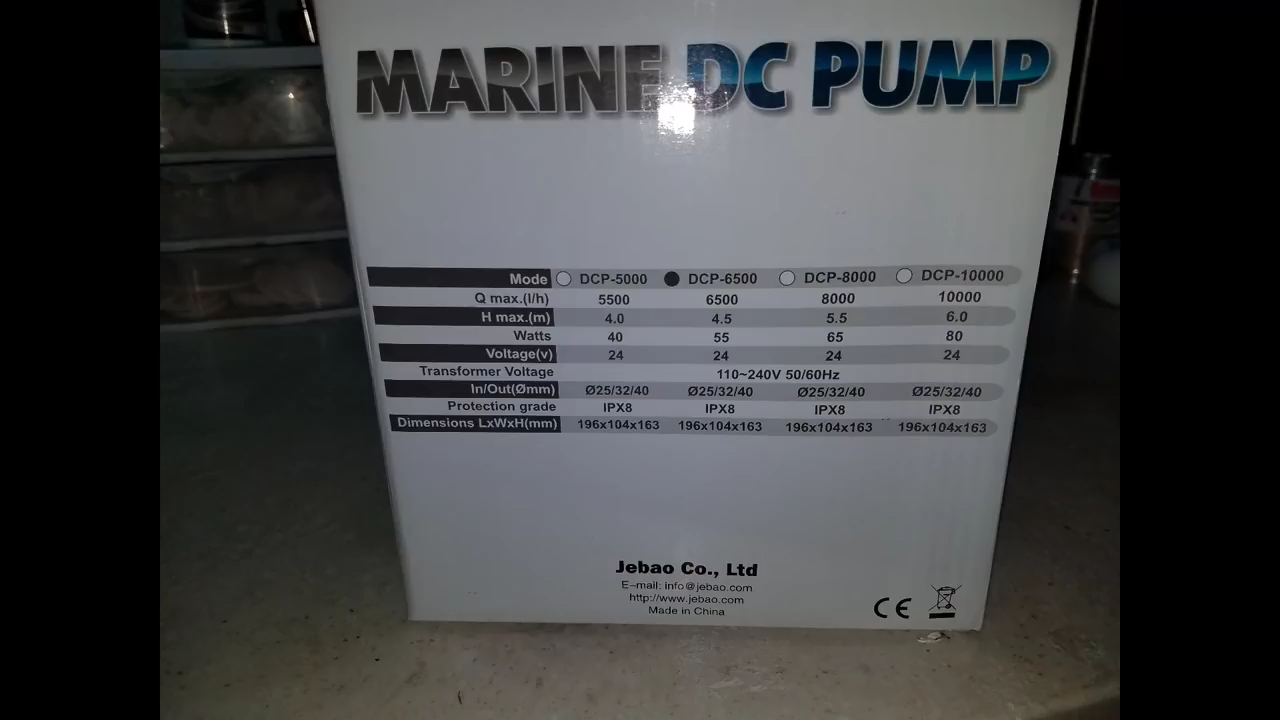 MARINE DC PUMP
Mode DCP-5000 DCP-6500 DCP-8000 DCP-10000
Q max.(l/h) 5500 6500 8000 10000
H max.(m) 4.0 4.5 5.5 6.0
Watts 40 55 65 80
Voltage(v) 24 24 24 24
Transformer Voltage 110~240V 50/60Hz
In/Out(Ømm) Ø25/32/40 Ø25/32/40 Ø25/32/40 Ø25/32/40
Protection grade IPX8 IPX8 IPX8 IPX8
Dimensions LxWxH(mm) 196x104x163 196x104x163 196x104x163 196x104x163
Jebao Co., Ltd
E-mail: info@jebao.com
http://www.jebao.com
Made in China
CE